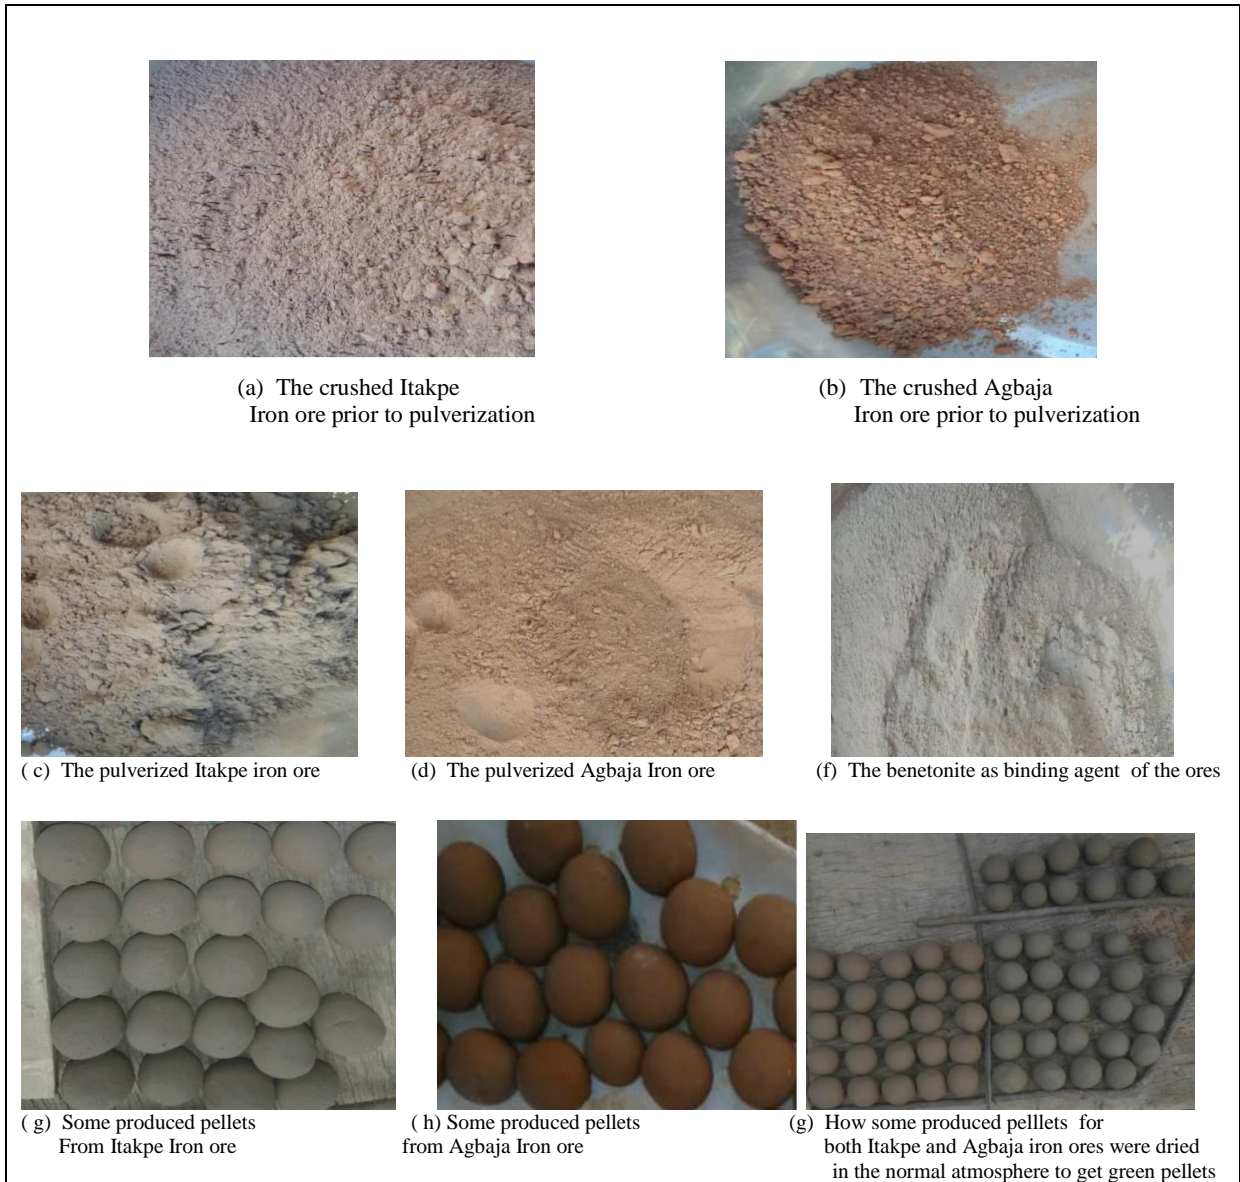 (a) The crushed Itakpe
Iron ore prior to pulverization
(b) The crushed Agbaja
Iron ore prior to pulverization
( c) The pulverized Itakpe iron ore
(d) The pulverized Agbaja Iron ore
(f) The benetonite as binding agent of the ores
( g) Some produced pellets
From Itakpe Iron ore
( h) Some produced pellets
from Agbaja Iron ore
(g) How some produced pelllets for
both Itakpe and Agbaja iron ores were dried
in the normal atmosphere to get green pellets